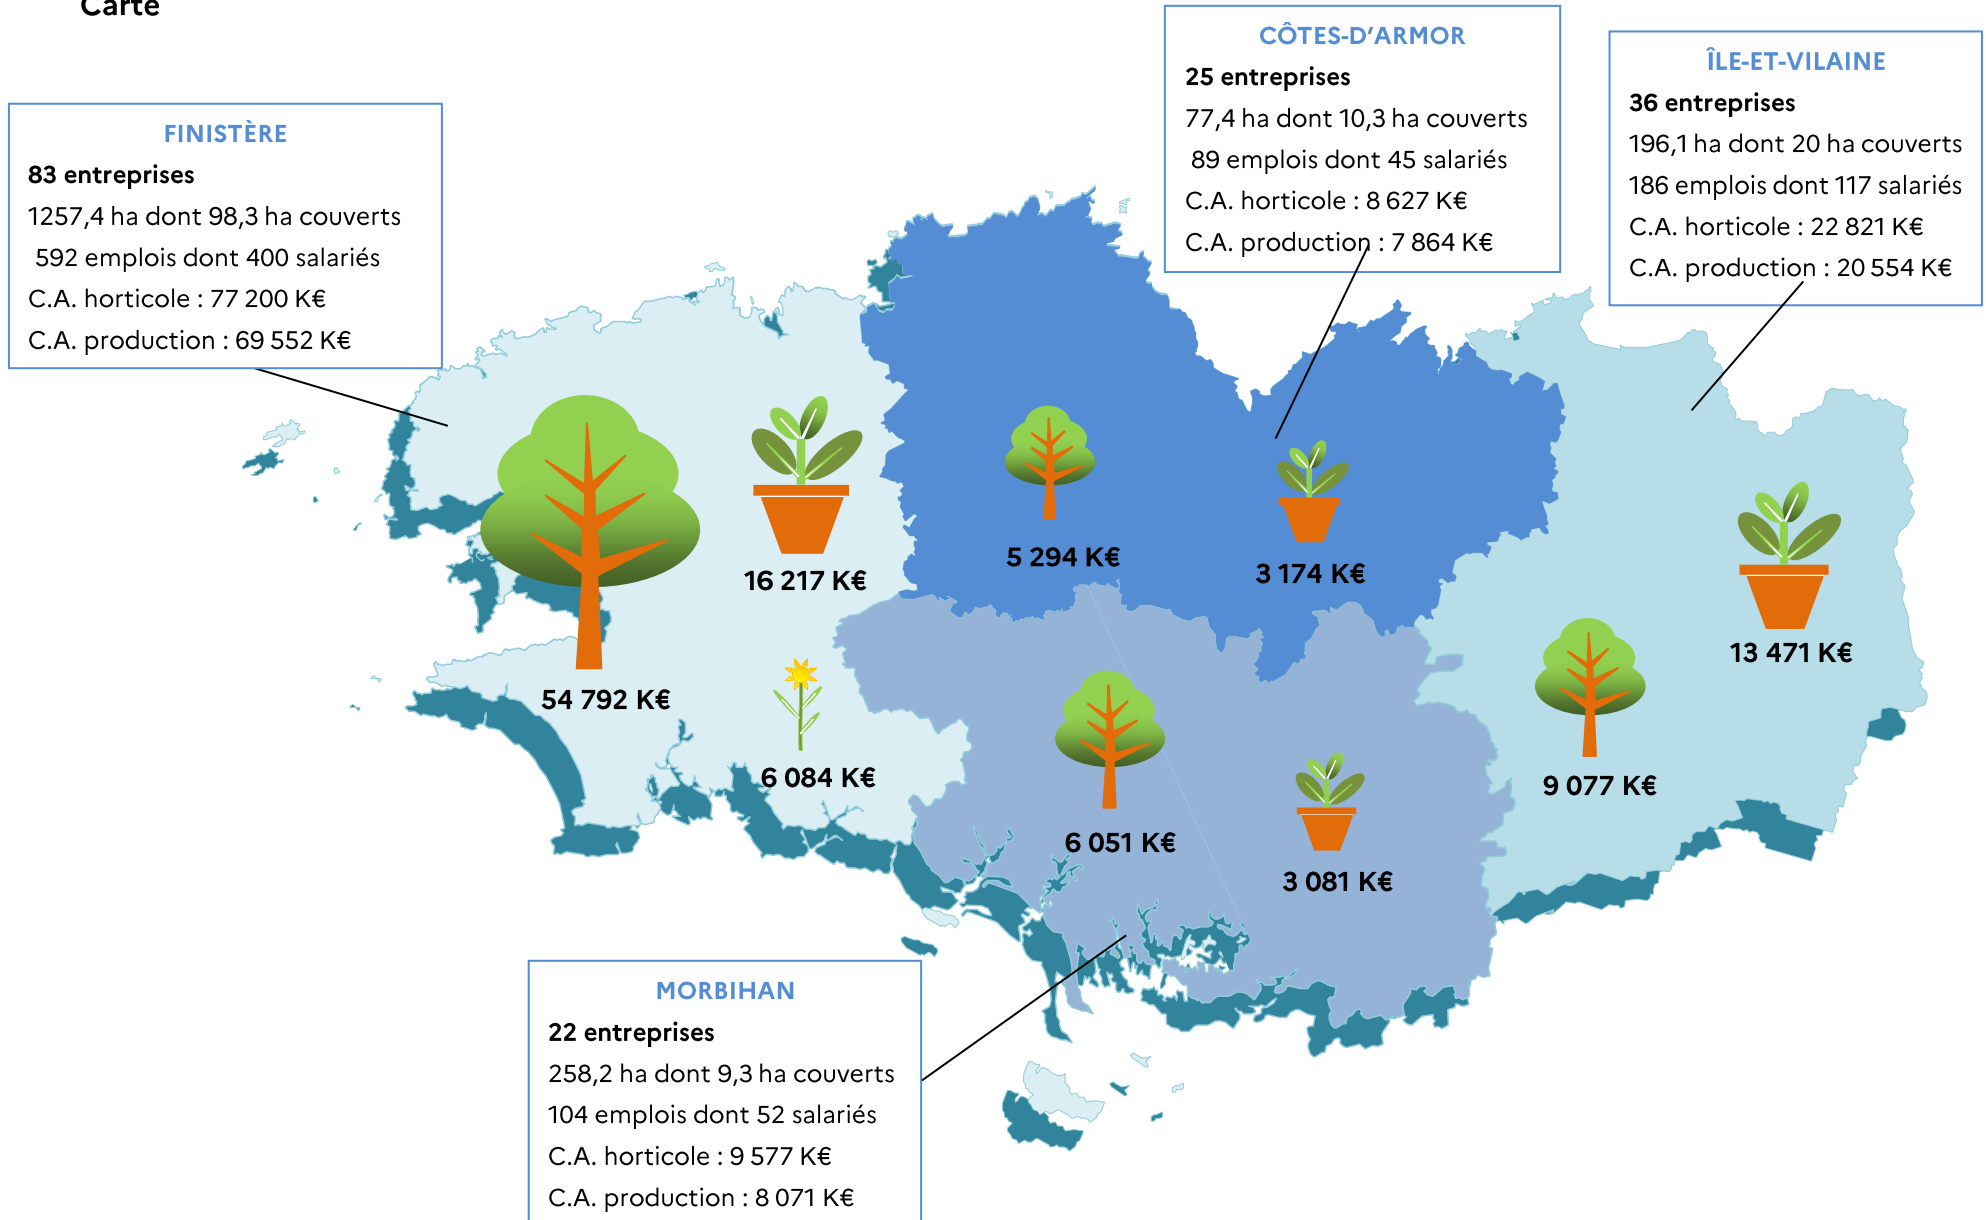 Carte
FINISTÈRE
83 entreprises
1257,4 ha dont 98,3 ha couverts
592 emplois dont 400 salariés
C.A. horticole : 77 200 K€
C.A. production : 69 552 K€
CÔTES-D’ARMOR
25 entreprises
77,4 ha dont 10,3 ha couverts
89 emplois dont 45 salariés
C.A. horticole : 8 627 K€
C.A. production : 7 864 K€
ÎLE-ET-VILAINE
36 entreprises
196,1 ha dont 20 ha couverts
186 emplois dont 117 salariés
C.A. horticole : 22 821 K€
C.A. production : 20 554 K€
16 217 K€
54 792 K€
6 084 K€
5 294 K€
3 174 K€
13 471 K€
9 077 K€
6 051 K€
3 081 K€
MORBIHAN
22 entreprises
258,2 ha dont 9,3 ha couverts
104 emplois dont 52 salariés
C.A. horticole : 9 577 K€
C.A. production : 8 071 K€